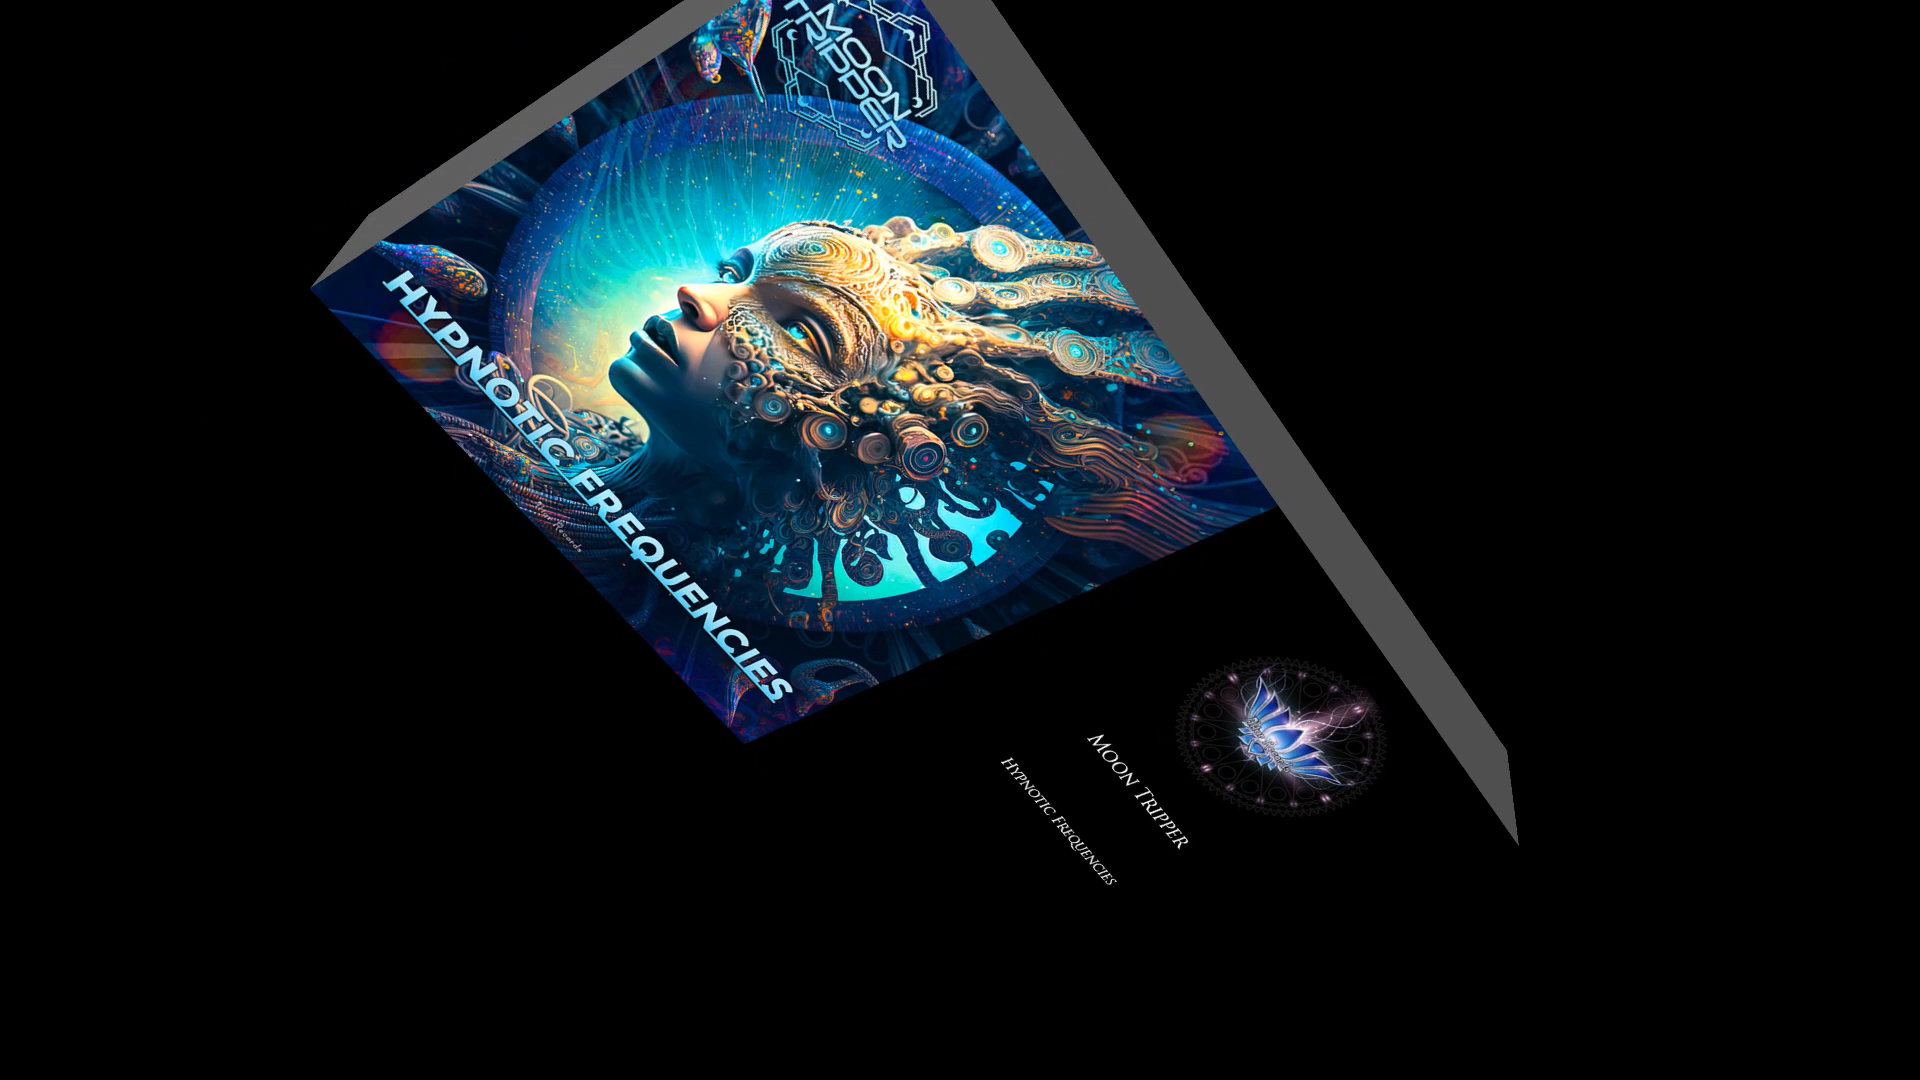 MOON
TRIPPER
HYPNOTIC FREQUENCIES
Moon Tripper
Hypnotic Frequencies